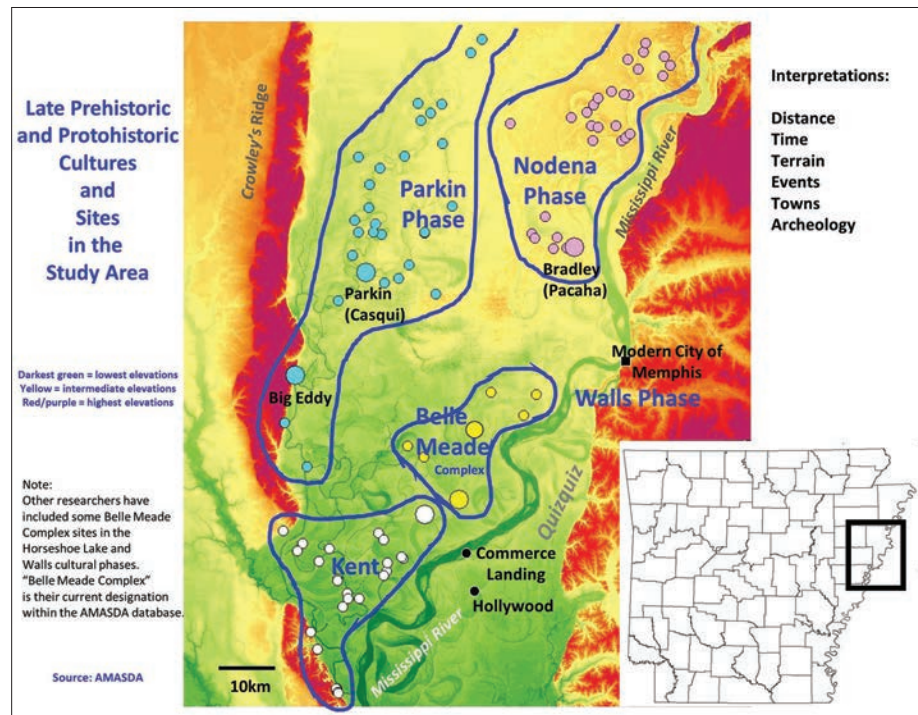 Late Prehistoric
and Protohistoric
Cultures
and
Sites
in the
Study Area
Darkest green = lowest elevations
Yellow = intermediate elevations
Red/purple = highest elevations
Note:
Other researchers have
included some Belle Meade
Complex sites in the
Horseshoe Lake and
Walls cultural phases.
“Belle Meade Complex”
is their current designation
within the AMASDA database.
Source: AMASDA
Crowley's Ridge
Parkin
Phase
Parkin
(Casqui)
Big Eddy
Nodena
Phase
Bradley
(Pacaha)
Mississippi River
Modern City of
Memphis
Walls Phase
Belle
Meade
Complex
Quizquiz
Kent
Commerce
Landing
Hollywood
Mississippi River
10km
Interpretations:
Distance
Time
Terrain
Events
Towns
Archeology